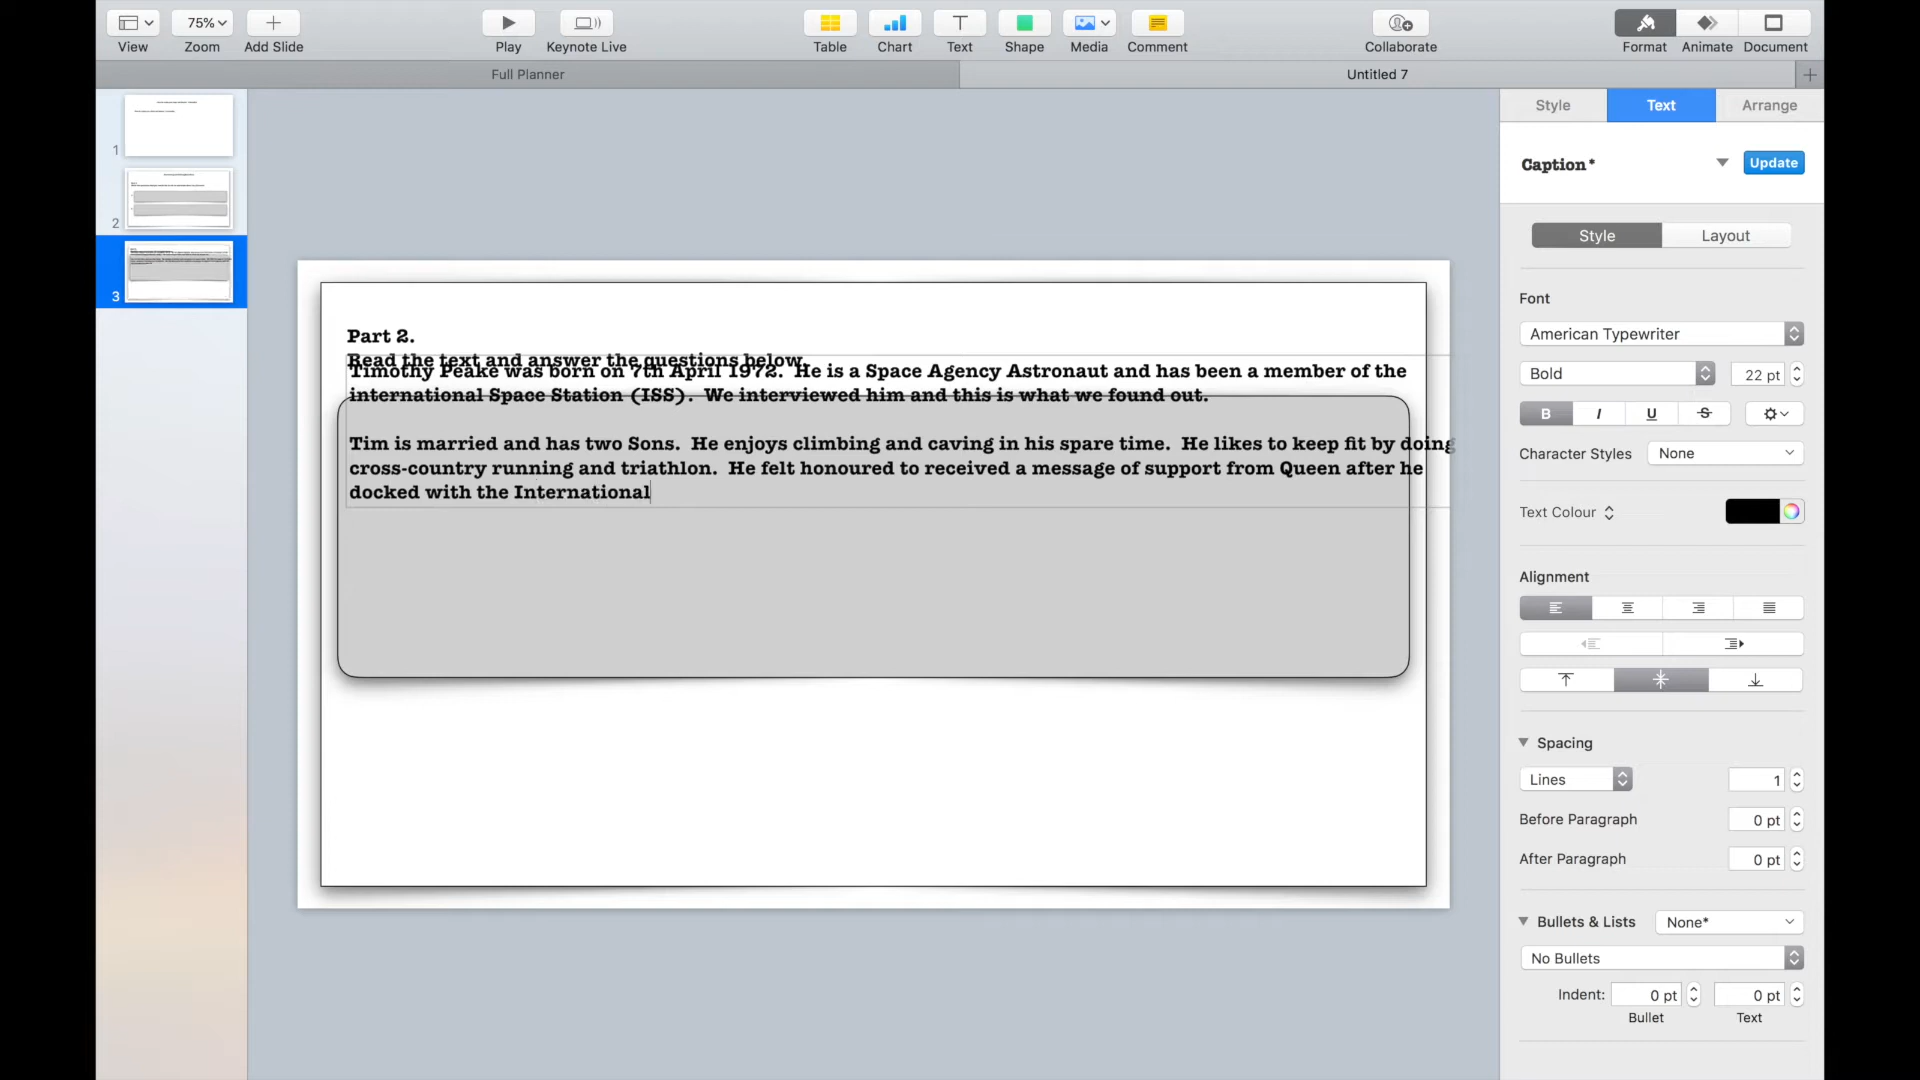 75%
View
Zoom
Add Slide
Play
Keynote Live
Table
Chart
Text
Shape
Media
Comment
Collaborate
Format
Animate
Document
Full Planner
Untitled 7
1
2
3
Part 2.
Read the text and answer the questions below.
Timothy Peake was born on 7th April 1972.  He is a Space Agency Astronaut and has been a member of the
international Space Station (ISS).  We interviewed him and this is what we found out.
Tim is married and has two Sons.  He enjoys climbing and caving in his spare time.  He likes to keep fit by doing
cross-country running and triathlon.  He felt honoured to received a message of support from Queen after he
docked with the International
Style
Text
Arrange
Caption*
Update
Style
Layout
Font
American Typewriter
Bold
22 pt
B
I
U
S
Character Styles
None
Text Colour
Alignment
Spacing
Lines
1
Before Paragraph
0 pt
After Paragraph
0 pt
Bullets & Lists
None*
No Bullets
Indent:
0 pt
0 pt
Bullet
Text